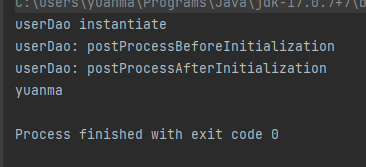 C:\Users\yuanma\Programs\Java\jdk-17.0.7+7\b
userDao instantiate
userDao: postProcessBeforeInitialization
userDao: postProcessAfterInitialization
yuanma
Process finished with exit code 0